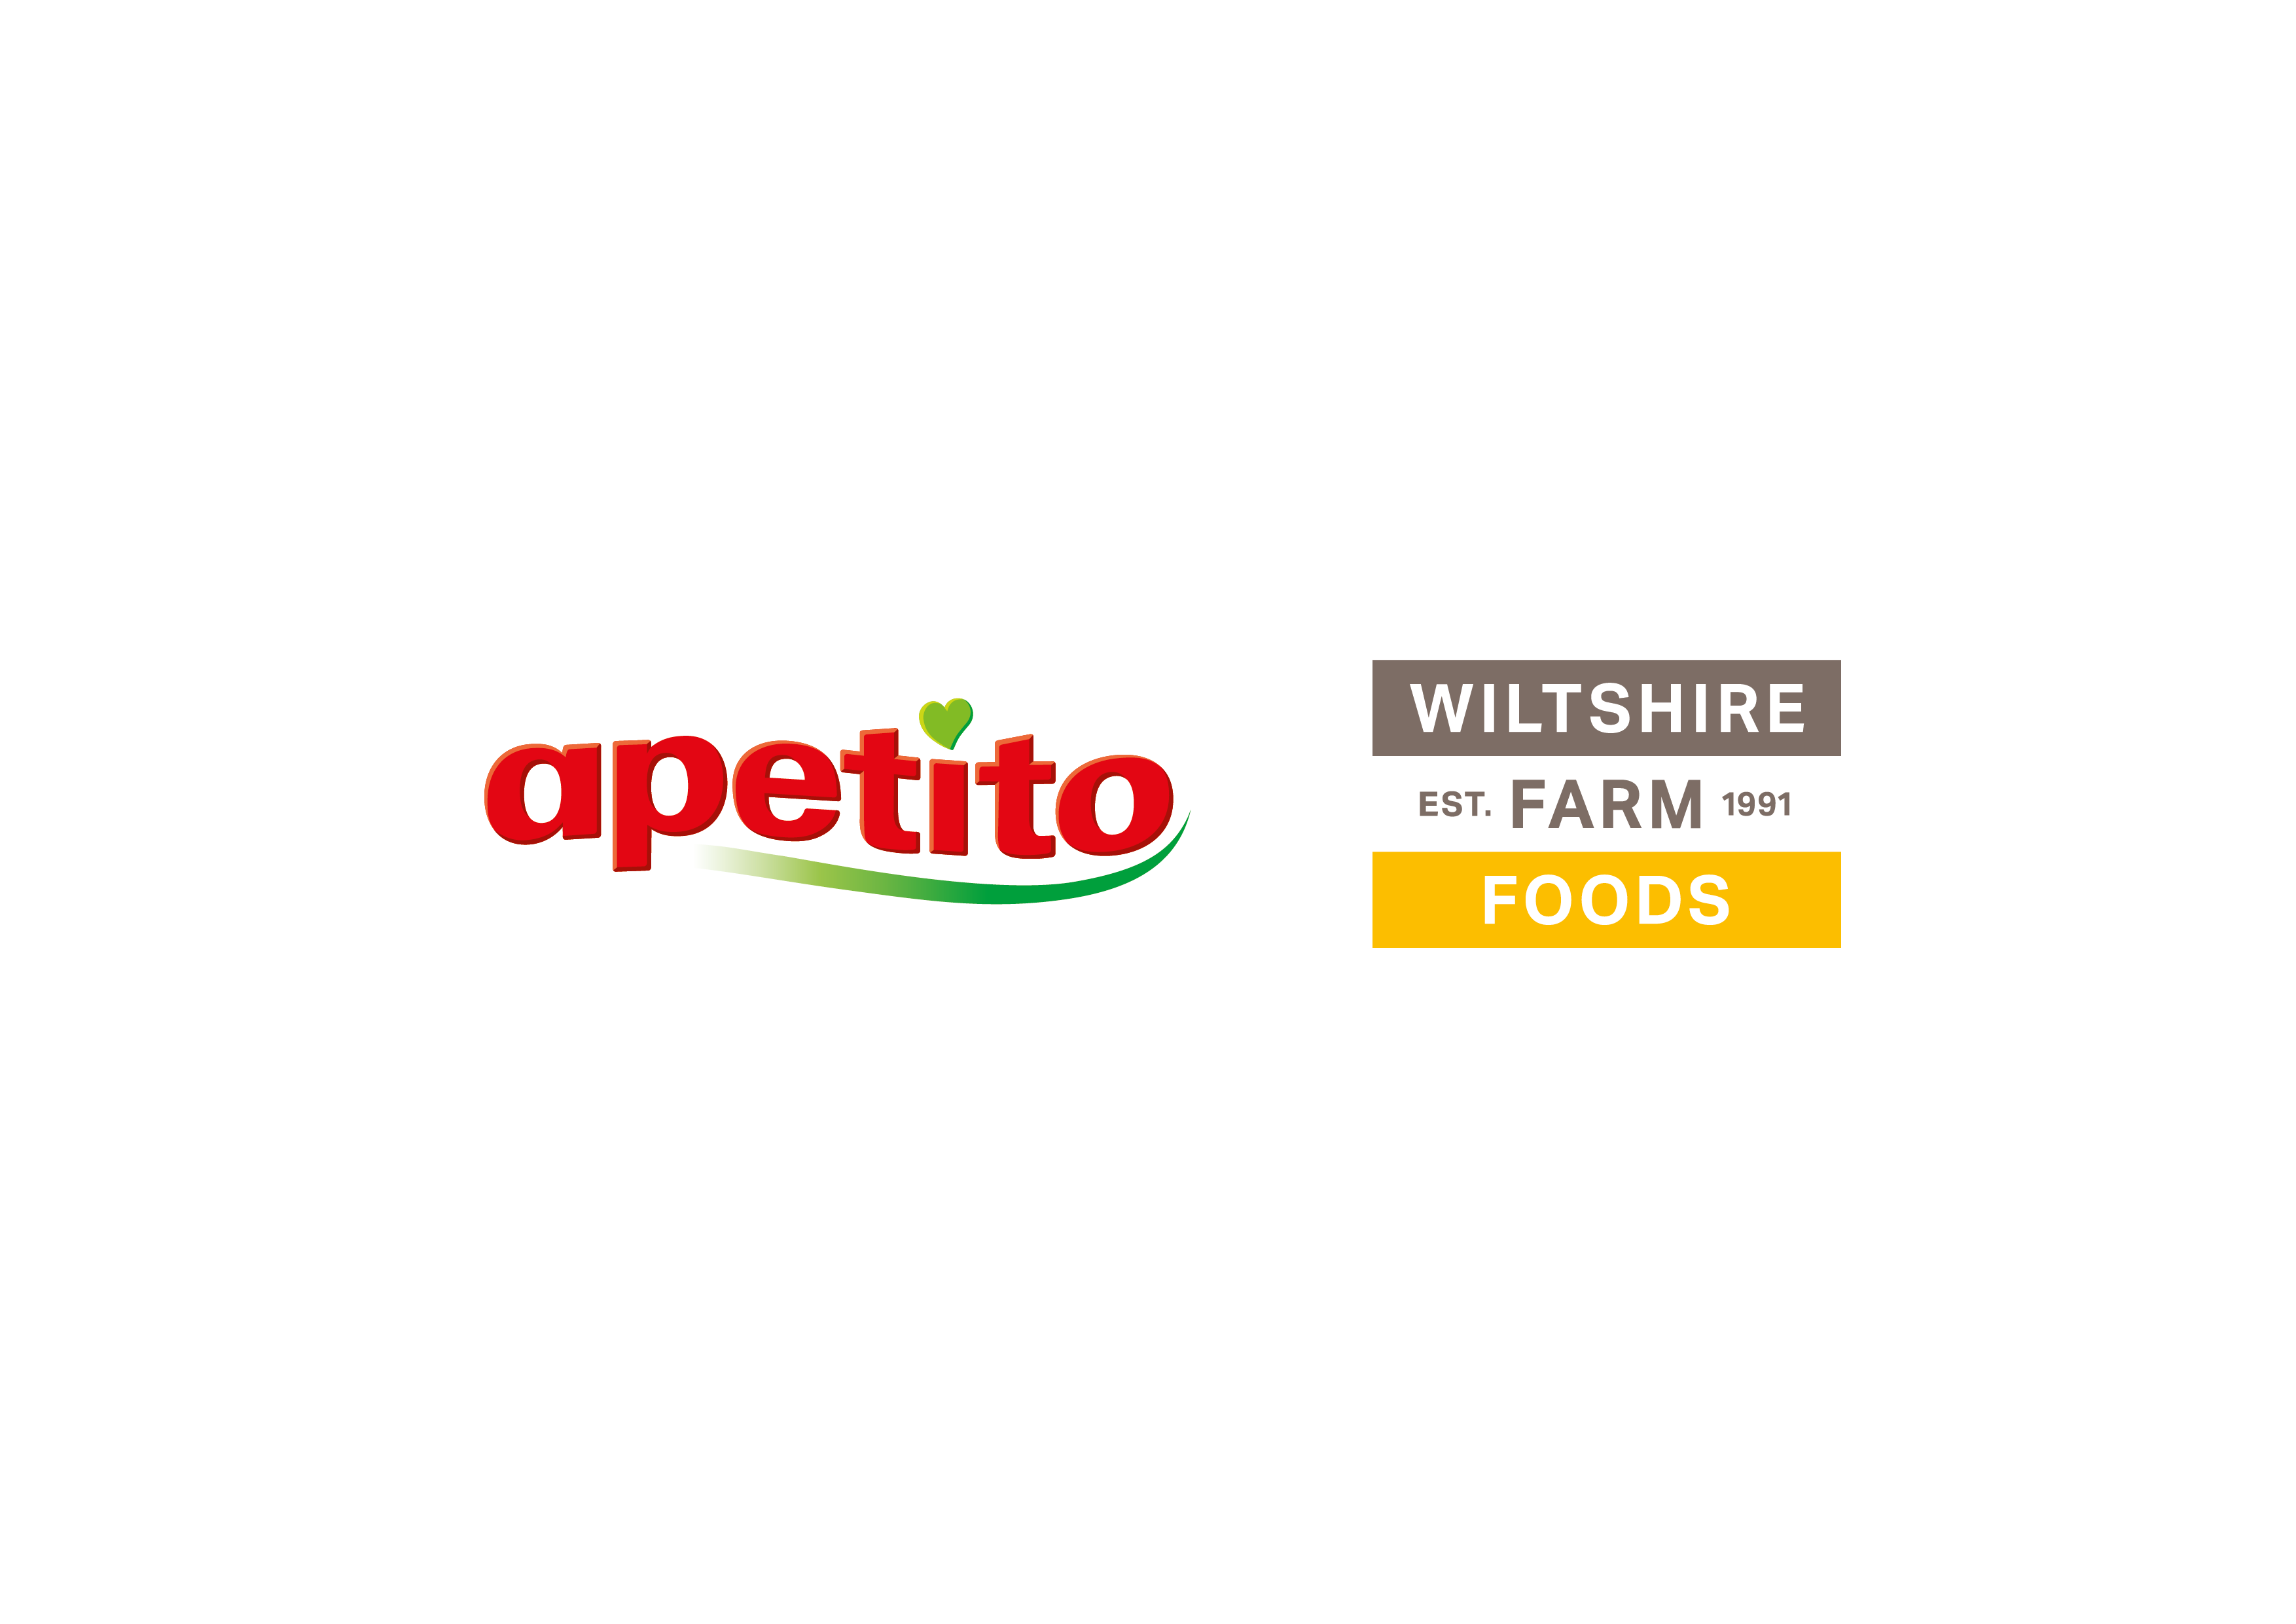 apetito
WILTSHIRE
EST. FARM 1991
FOODS